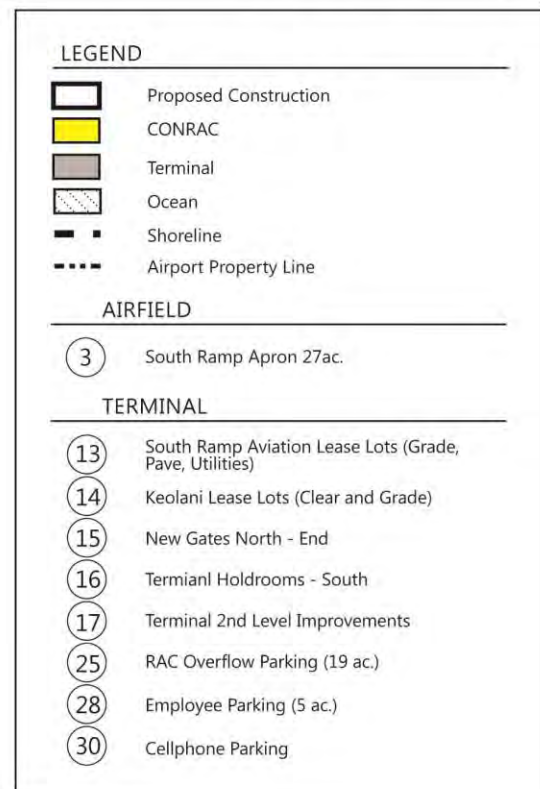 LEGEND
Proposed Construction
CONRAC
Terminal
Ocean
Shoreline
Airport Property Line
AIRFIELD
3 South Ramp Apron 27ac.
TERMINAL
13 South Ramp Aviation Lease Lots (Grade,
Pave, Utilities)
14 Keolani Lease Lots (Clear and Grade)
15 New Gates North - End
16 Termianl Holdrooms - South
17 Terminal 2nd Level Improvements
25 RAC Overflow Parking (19 ac.)
28 Employee Parking (5 ac.)
30 Cellphone Parking